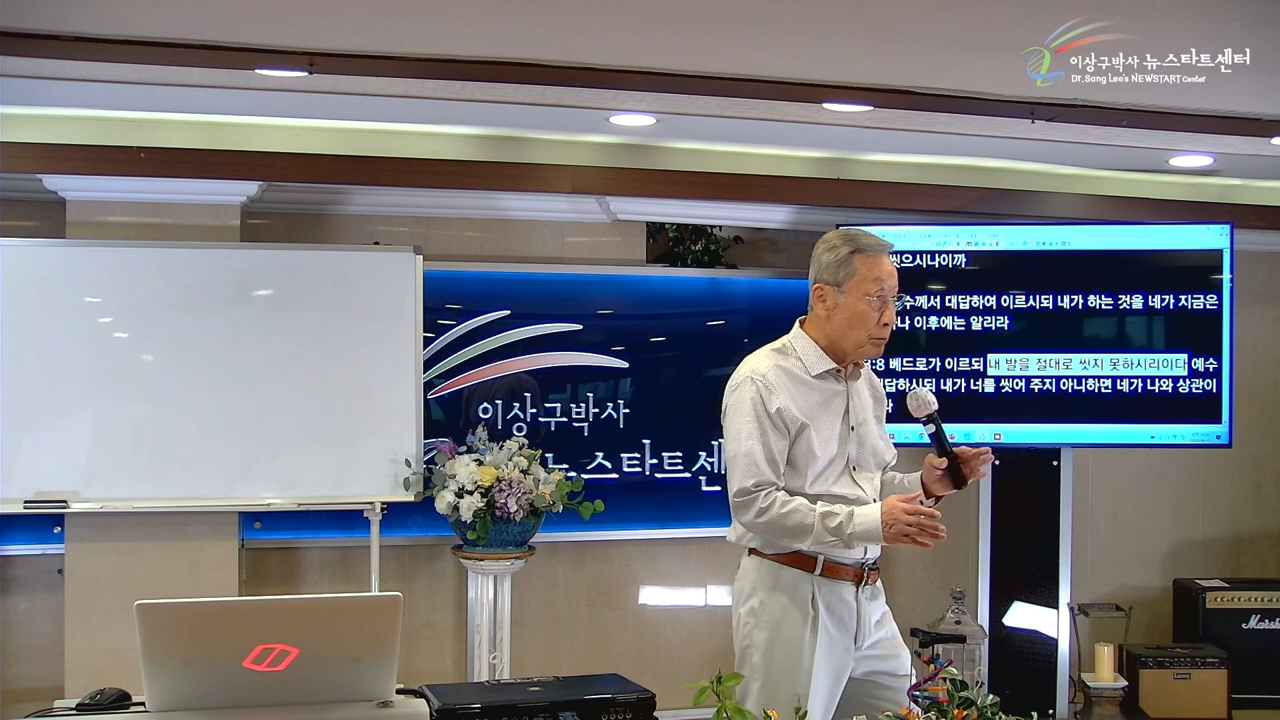 이상구박사 뉴스타트센터
Dr. Sang Lee's NEWSTART Center
씻으시나이까
께서 대답하여 이르시되 내가 하는 것을 네가 지금은
이후에는 알리라
:8 베드로가 이르되 내 발을 절대로 씻지 못하시리이다 예수
답하시되 내가 너를 씻어 주지 아니하면 네가 나와 상관이
이상구박사
뉴스타트센
Marsh
Laney